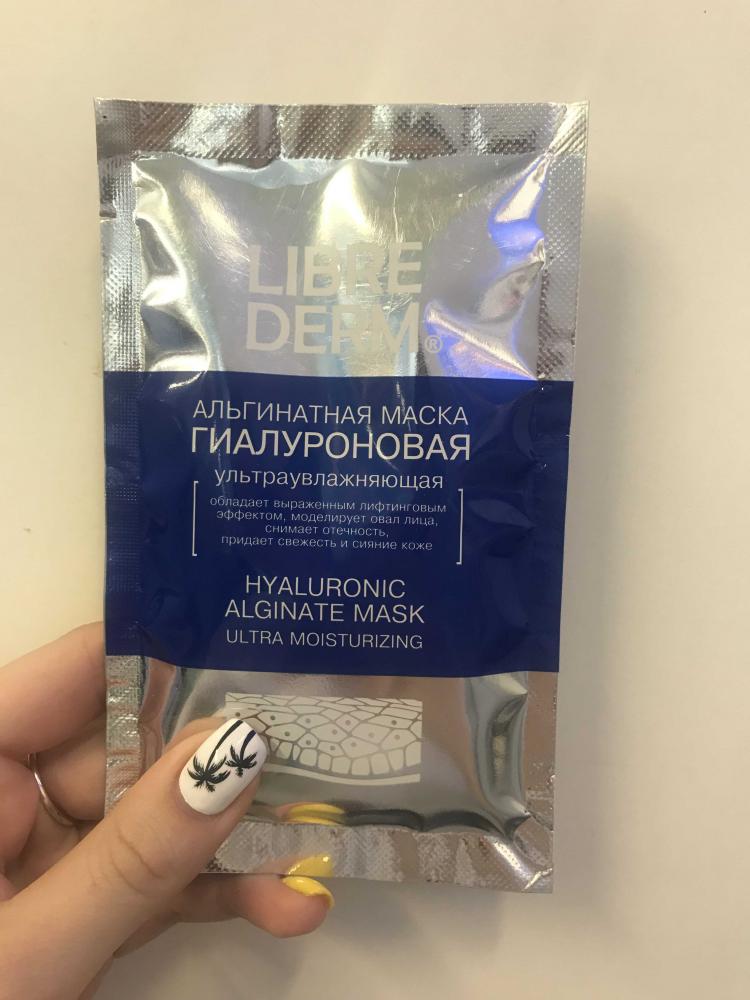 LIBRE
DERM®
АЛЬГИНАТНАЯ МАСКА
ГИАЛУРОНОВАЯ
ультраувлажняющая
обладает выраженным лифтинговым
эффектом, моделирует овал лица,
снимает отечность,
придает свежесть и сияние коже
HYALURONIC
ALGINATE MASK
ULTRA MOISTURIZING